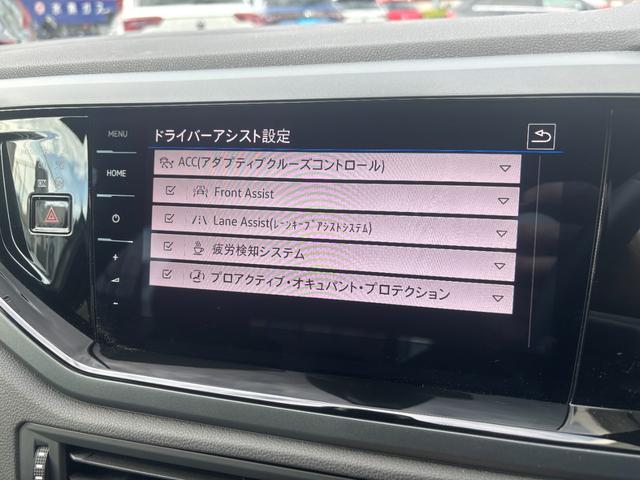 MENU
ドライバーアシスト設定
ACC(アダプティブクルーズコントロール)
HOME
Front Assist
Lane Assist(ﾚｰﾝｷｰﾌﾟｱｼｽﾄｼｽﾃﾑ)
疲労検知システム
+
プロアクティブ・オキュパント・プロテクション
-